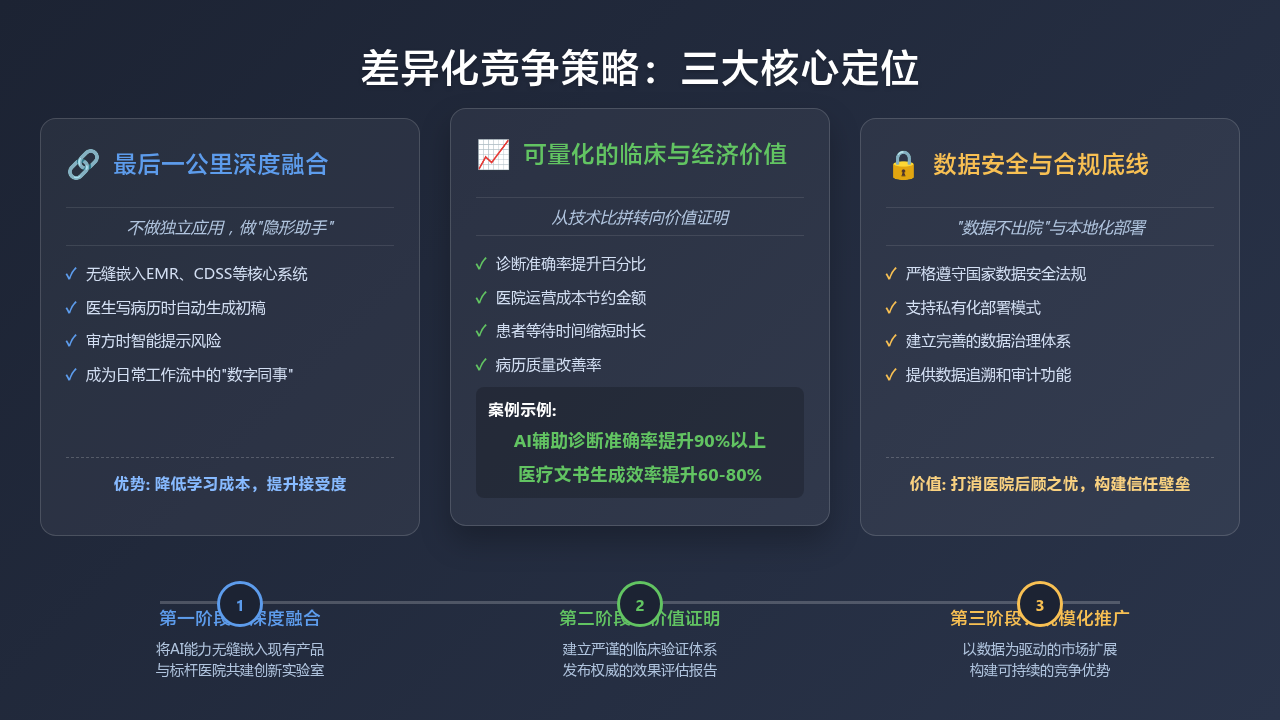 差异化竞争策略：三大核心定位
最后一公里深度融合
不做独立应用，做"隐形助手"
✓ 无缝嵌入EMR、CDSS等核心系统
✓ 医生写病历时自动生成初稿
✓ 审方时智能提示风险
✓ 成为日常工作流中的"数字同事"
优势: 降低学习成本，提升接受度
可量化的临床与经济价值
从技术比拼转向价值证明
✓ 诊断准确率提升百分比
✓ 医院运营成本节约金额
✓ 患者等待时间缩短时长
✓ 病历质量改善率
案例示例:
AI辅助诊断准确率提升90%以上
医疗文书生成效率提升60-80%
数据安全与合规底线
"数据不出院"与本地化部署
✓ 严格遵守国家数据安全法规
✓ 支持私有化部署模式
✓ 建立完善的数据治理体系
✓ 提供数据追溯和审计功能
价值: 打消医院后顾之忧，构建信任壁垒
1
第一阶段 深度融合
将AI能力无缝嵌入现有产品
与标杆医院共建创新实验室
2
第二阶段 价值证明
建立严谨的临床验证体系
发布权威的效果评估报告
3
第三阶段 规模化推广
以数据为驱动的市场扩展
构建可持续的竞争优势